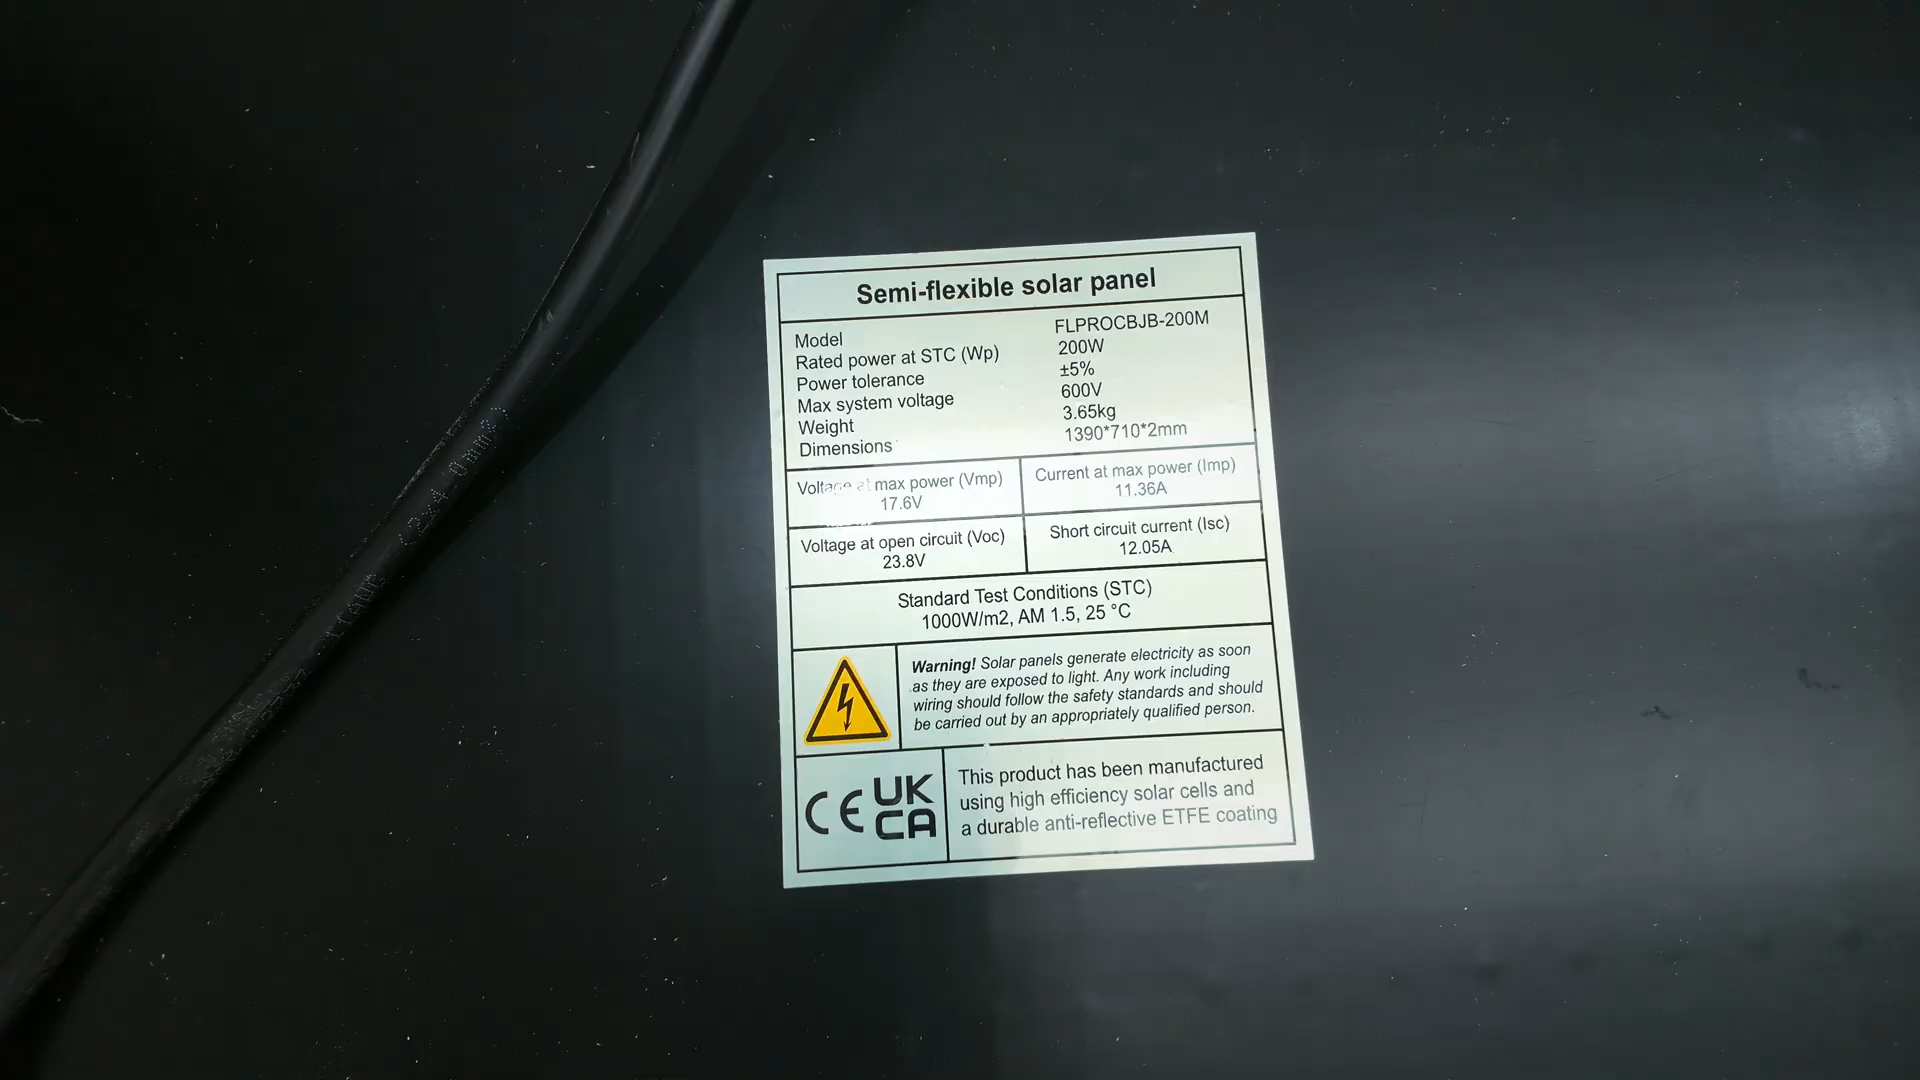 Semi-flexible solar panel
Model FLPROCBJB-200M
Rated power at STC (Wp) 200W
Power tolerance ±5%
Max system voltage 600V
Weight 3.65kg
Dimensions 1390*710*2mm
Voltage at max power (Vmp)
17.6V
Current at max power (Imp)
11.36A
Voltage at open circuit (Voc)
23.8V
Short circuit current (Isc)
12.05A
Standard Test Conditions (STC)
1000W/m2, AM 1.5, 25 °C
Warning! Solar panels generate electricity as soon
as they are exposed to light. Any work including
wiring should follow the safety standards and should
be carried out by an appropriately qualified person.
CE UK
CA
This product has been manufactured
using high efficiency solar cells and
a durable anti-reflective ETFE coating
2×4.0mm²